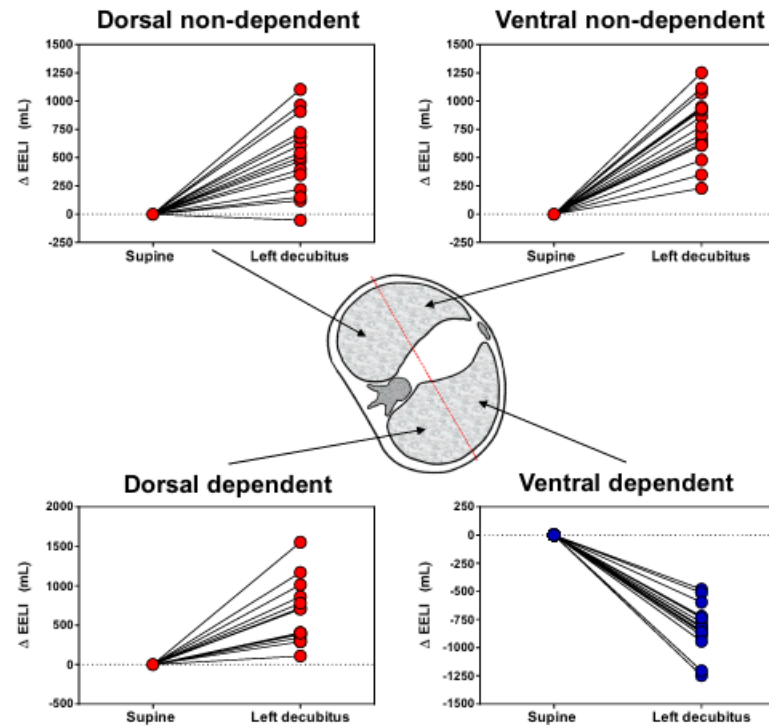 Dorsal non-dependent
1500
1250
1000
750
500
250
0
-250
Δ EELI (mL)
Supine
Left decubitus
Ventral non-dependent
1500
1250
1000
750
500
250
0
-250
Δ EELI (mL)
Supine
Left decubitus
Dorsal dependent
2000
1500
1000
500
0
-500
Δ EELI (mL)
Supine
Left decubitus
Ventral dependent
250
0
-250
-500
-750
-1000
-1250
-1500
Δ EELI (mL)
Supine
Left decubitus